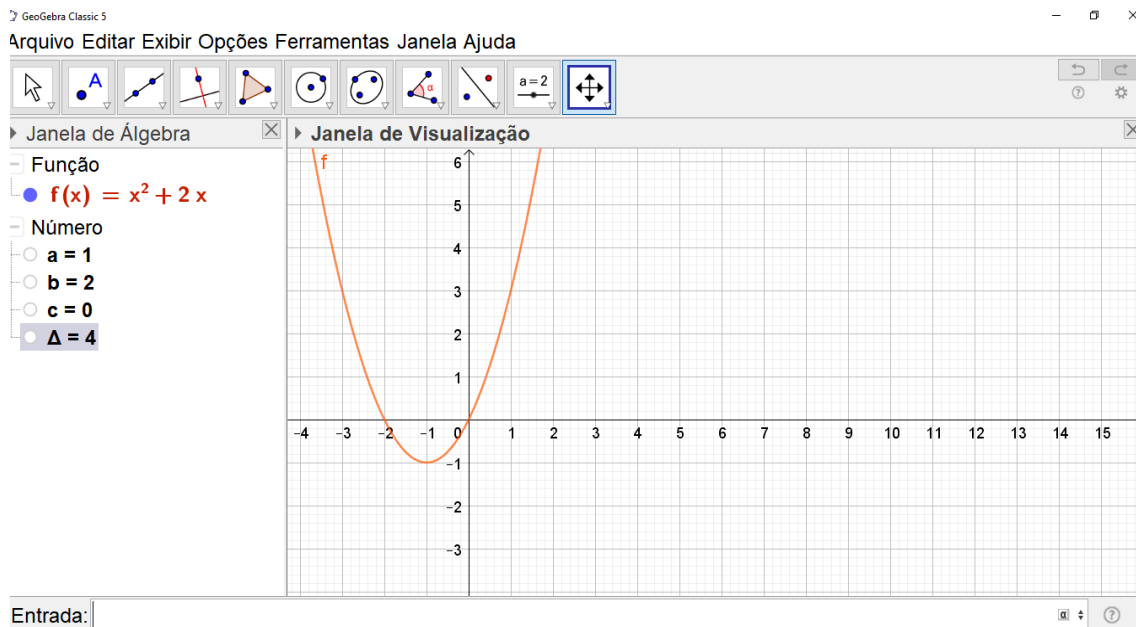 GeoGebra Classic 5
Arquivo Editar Exibir Opções Ferramentas Janela Ajuda
A α a=2
Janela de Álgebra
Janela de Visualização
Função
f(x) = x² + 2 x
Número
a = 1
b = 2
c = 0
Δ = 4
f
6
5
4
3
2
1
−4 −3 −2 −1 0 1 2 3 4 5 6 7 8 9 10 11 12 13 14 15
−1
−2
−3
Entrada: α